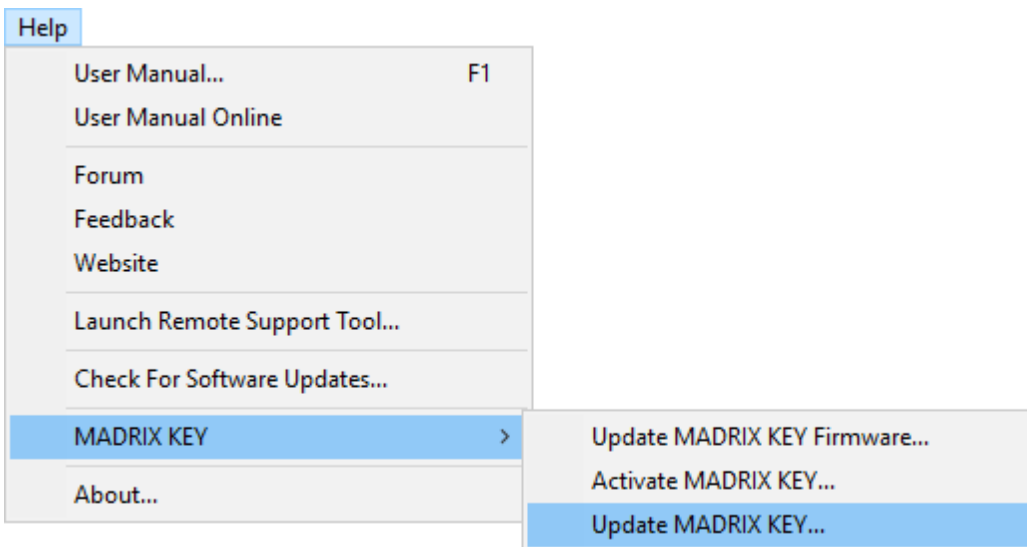 Help
User Manual... F1
User Manual Online
Forum
Feedback
Website
Launch Remote Support Tool...
Check For Software Updates...
MADRIX KEY >
About...
Update MADRIX KEY Firmware...
Activate MADRIX KEY...
Update MADRIX KEY...